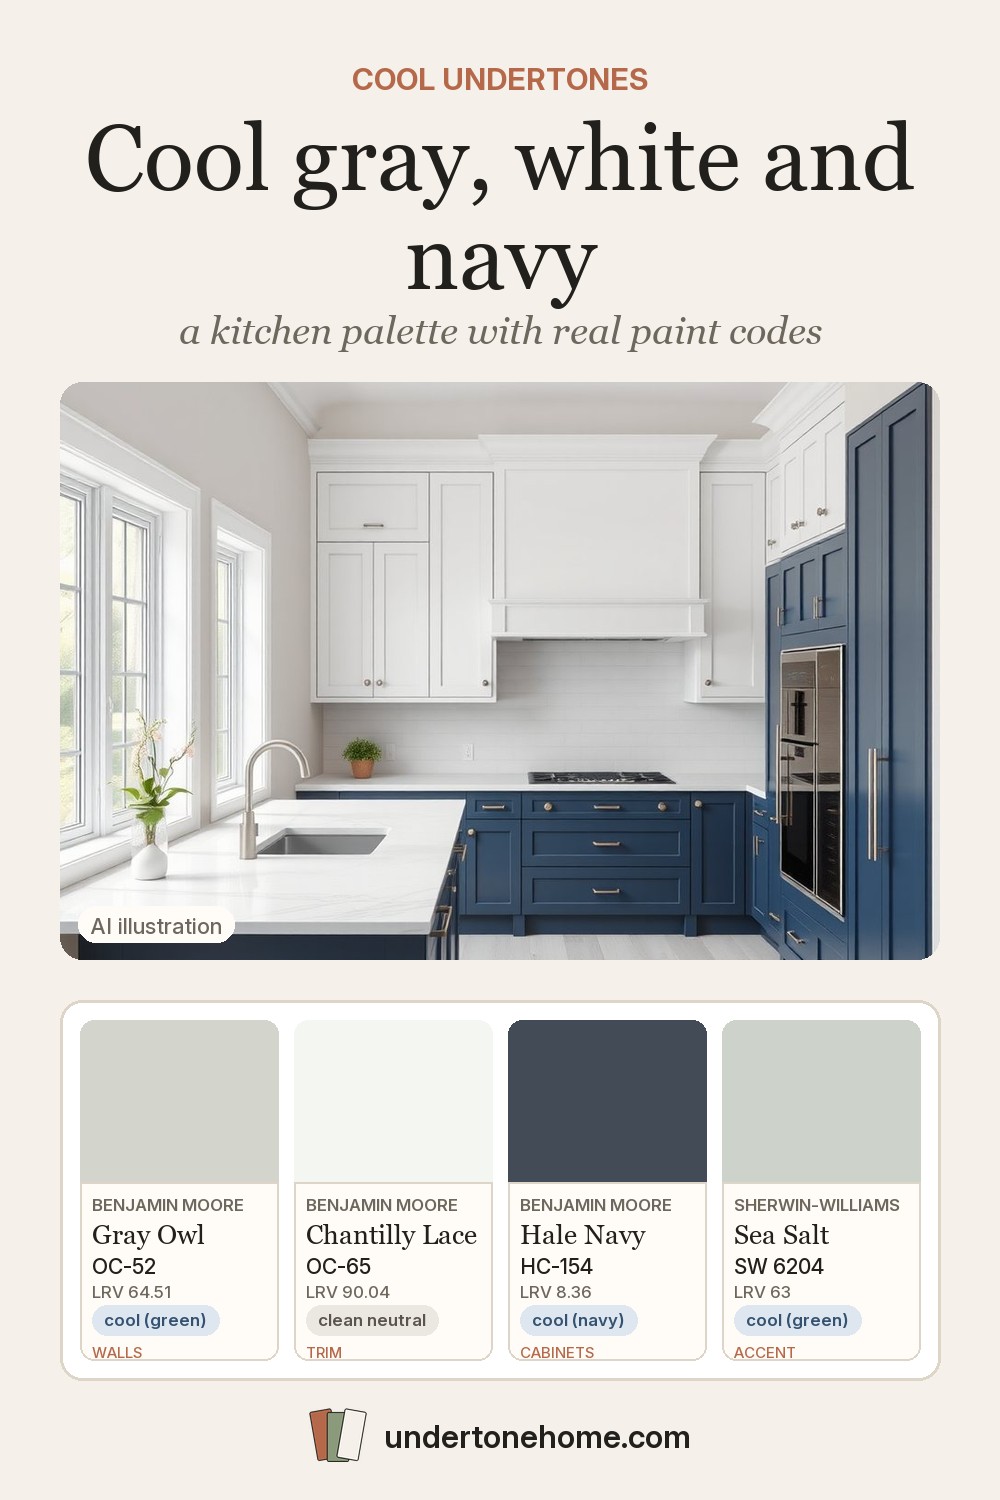 COOL UNDERTONES
Cool gray, white and
navy
a kitchen palette with real paint codes
AI illustration
BENJAMIN MOORE
Gray Owl
OC-52
LRV 64.51
cool (green)
WALLS
BENJAMIN MOORE
Chantilly Lace
OC-65
LRV 90.04
clean neutral
TRIM
BENJAMIN MOORE
Hale Navy
HC-154
LRV 8.36
cool (navy)
CABINETS
SHERWIN-WILLIAMS
Sea Salt
SW 6204
LRV 63
cool (green)
ACCENT
undertonehome.com